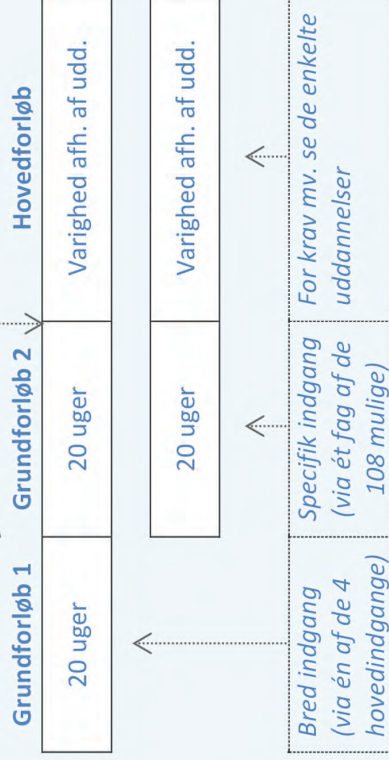 Grundforløb 1
Grundforløb 2
Hovedforløb
20 uger
20 uger
Varighed afh. af udd.
20 uger
Varighed afh. af udd.
Bred indgang
(via én af de 4
hovedindgange)
Specifik indgang
(via ét fag af de
108 mulige)
For krav mv. se de enkelte
uddannelser